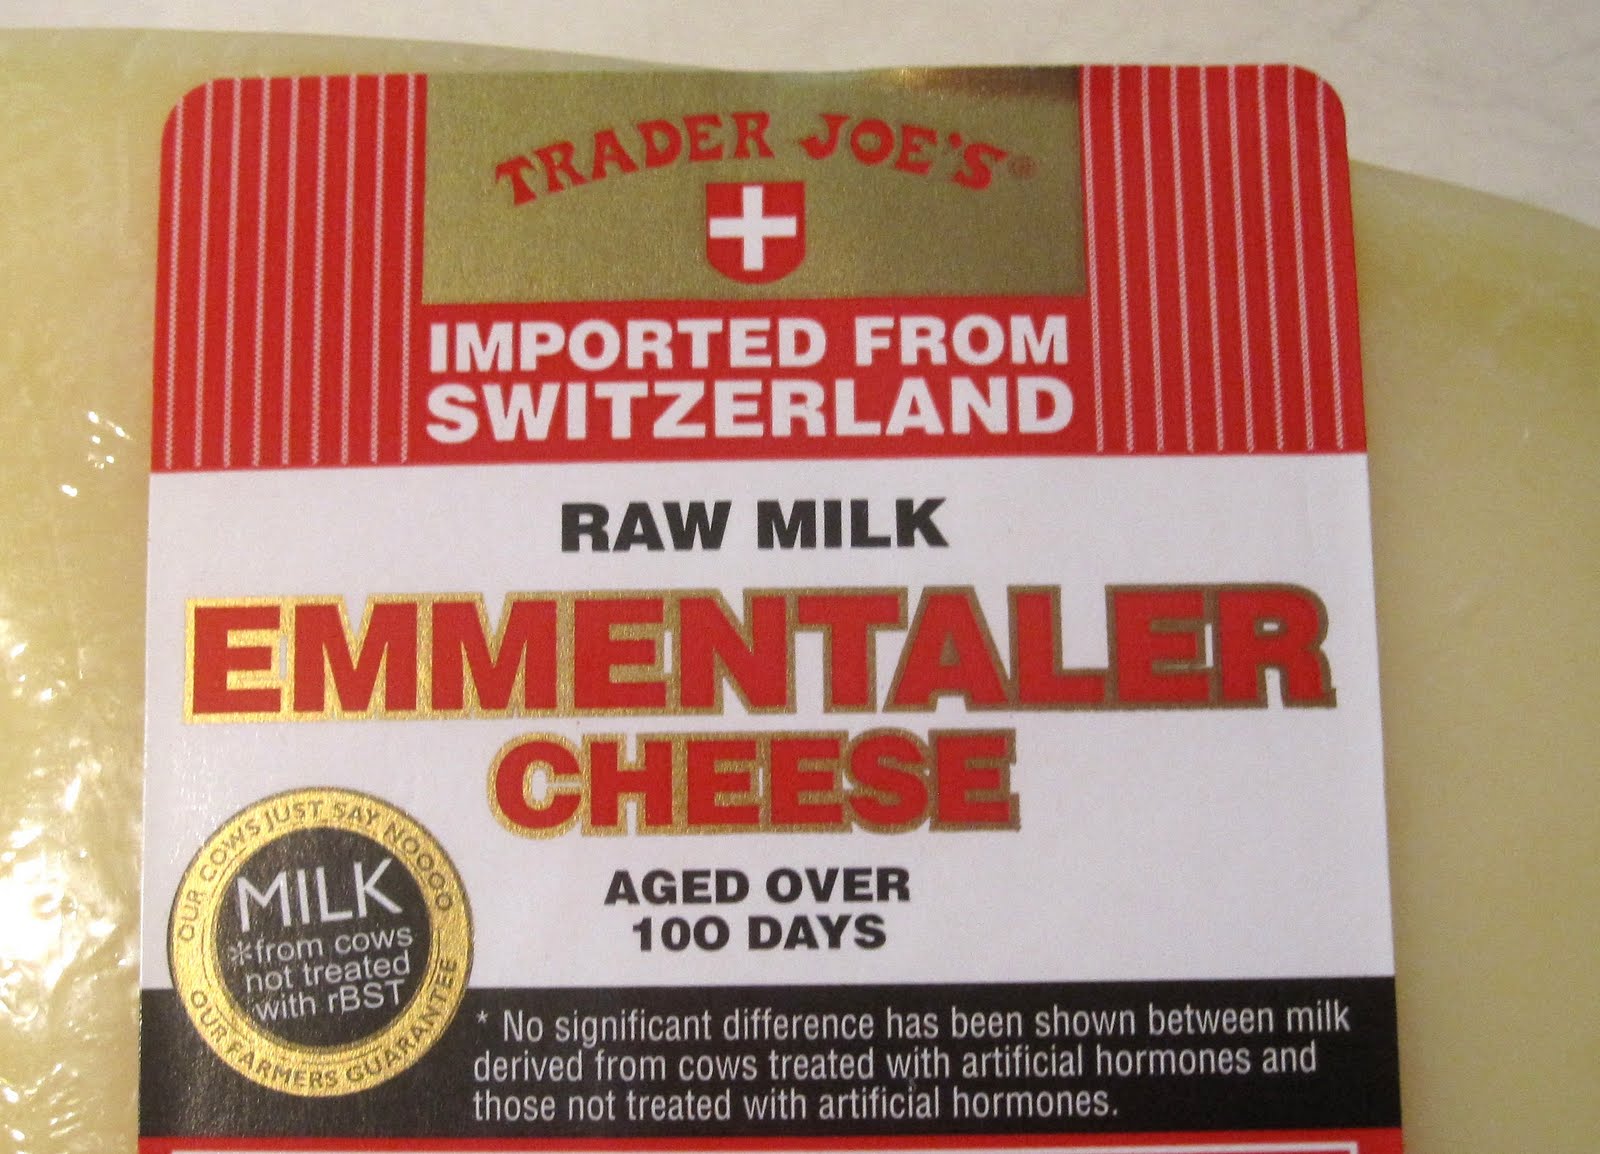 TRADER JOE'S®
IMPORTED FROM
SWITZERLAND
RAW MILK
EMMENTALER
CHEESE
AGED OVER
100 DAYS
OUR COWS JUST SAY NOOOO
MILK
*from cows
not treated
with rBST
OUR FARMERS GUARANTEE
* No significant difference has been shown between milk
derived from cows treated with artificial hormones and
those not treated with artificial hormones.